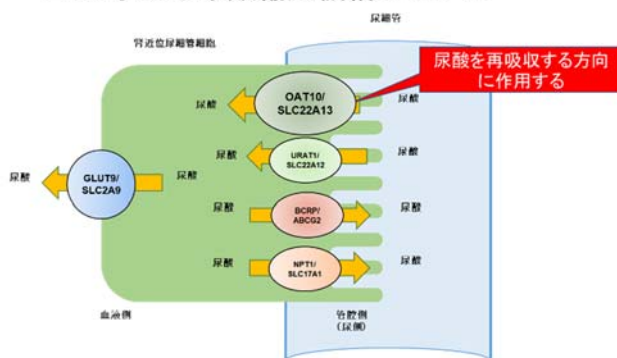 尿細管
腎近位尿細管細胞
尿酸を再吸収する方向
に作用する
OAT10/
SLC22A13
尿酸
尿酸
URAT1/
SLC22A12
尿酸
尿酸
GLUT9/
SLC2A9
尿酸
尿酸
BCRP/
ABCG2
尿酸
尿酸
NPT1/
SLC17A1
尿酸
尿酸
血液側
管腔側
(尿側)